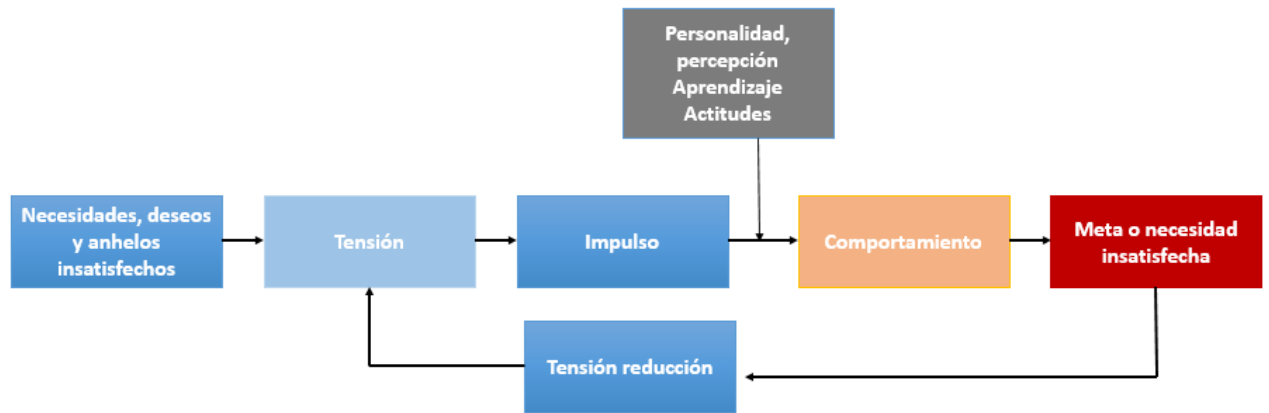 Personalidad,
percepción
Aprendizaje
Actitudes
Necesidades, deseos
y anhelos
insatisfechos
Tensión
Impulso
Comportamiento
Meta o necesidad
insatisfecha
Tensión reducción